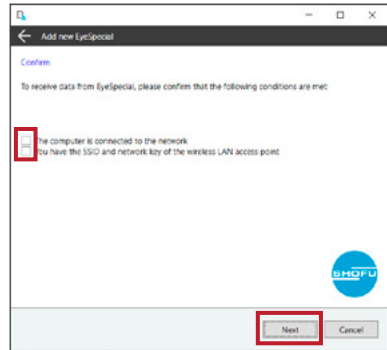 Add new EyeSpecial
Confirm
To receive data from EyeSpecial, please confirm that the following conditions are met:
The computer is connected to the network
You have the SSID and network key of the wireless LAN access point
SHOFU
Next
Cancel